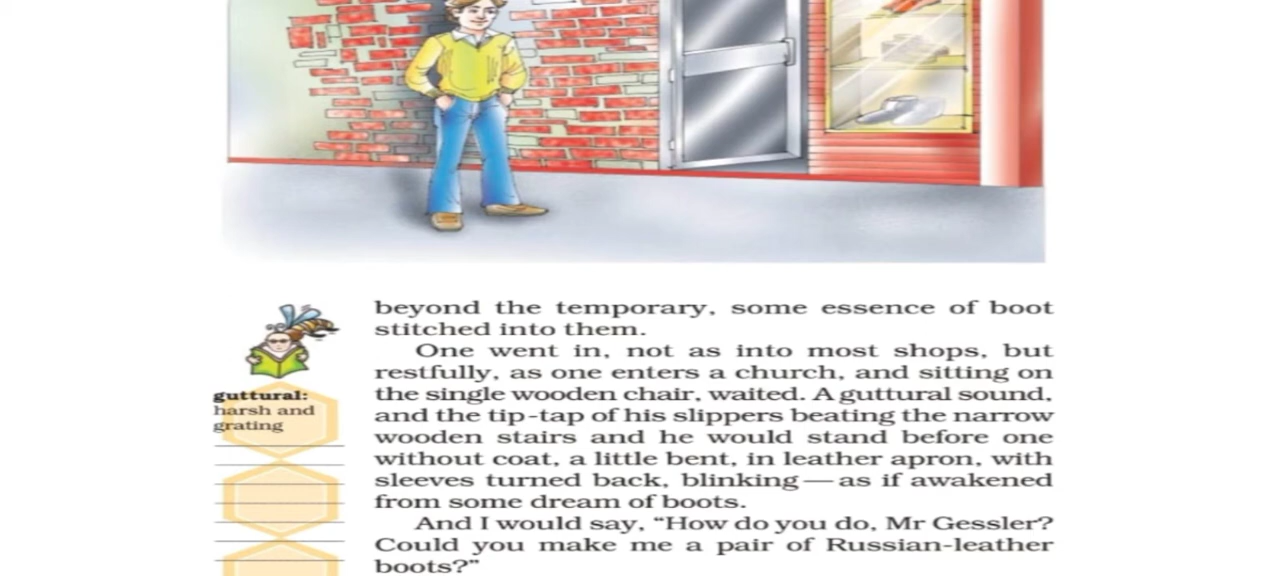 beyond the temporary, some essence of boot
stitched into them.
One went in, not as into most shops, but
restfully, as one enters a church, and sitting on
the single wooden chair, waited. A guttural sound,
and the tip-tap of his slippers beating the narrow
wooden stairs and he would stand before one
without coat, a little bent, in leather apron, with
sleeves turned back, blinking — as if awakened
from some dream of boots.
And I would say, “How do you do, Mr Gessler?
Could you make me a pair of Russian-leather
boots?”
guttural:
harsh and
grating